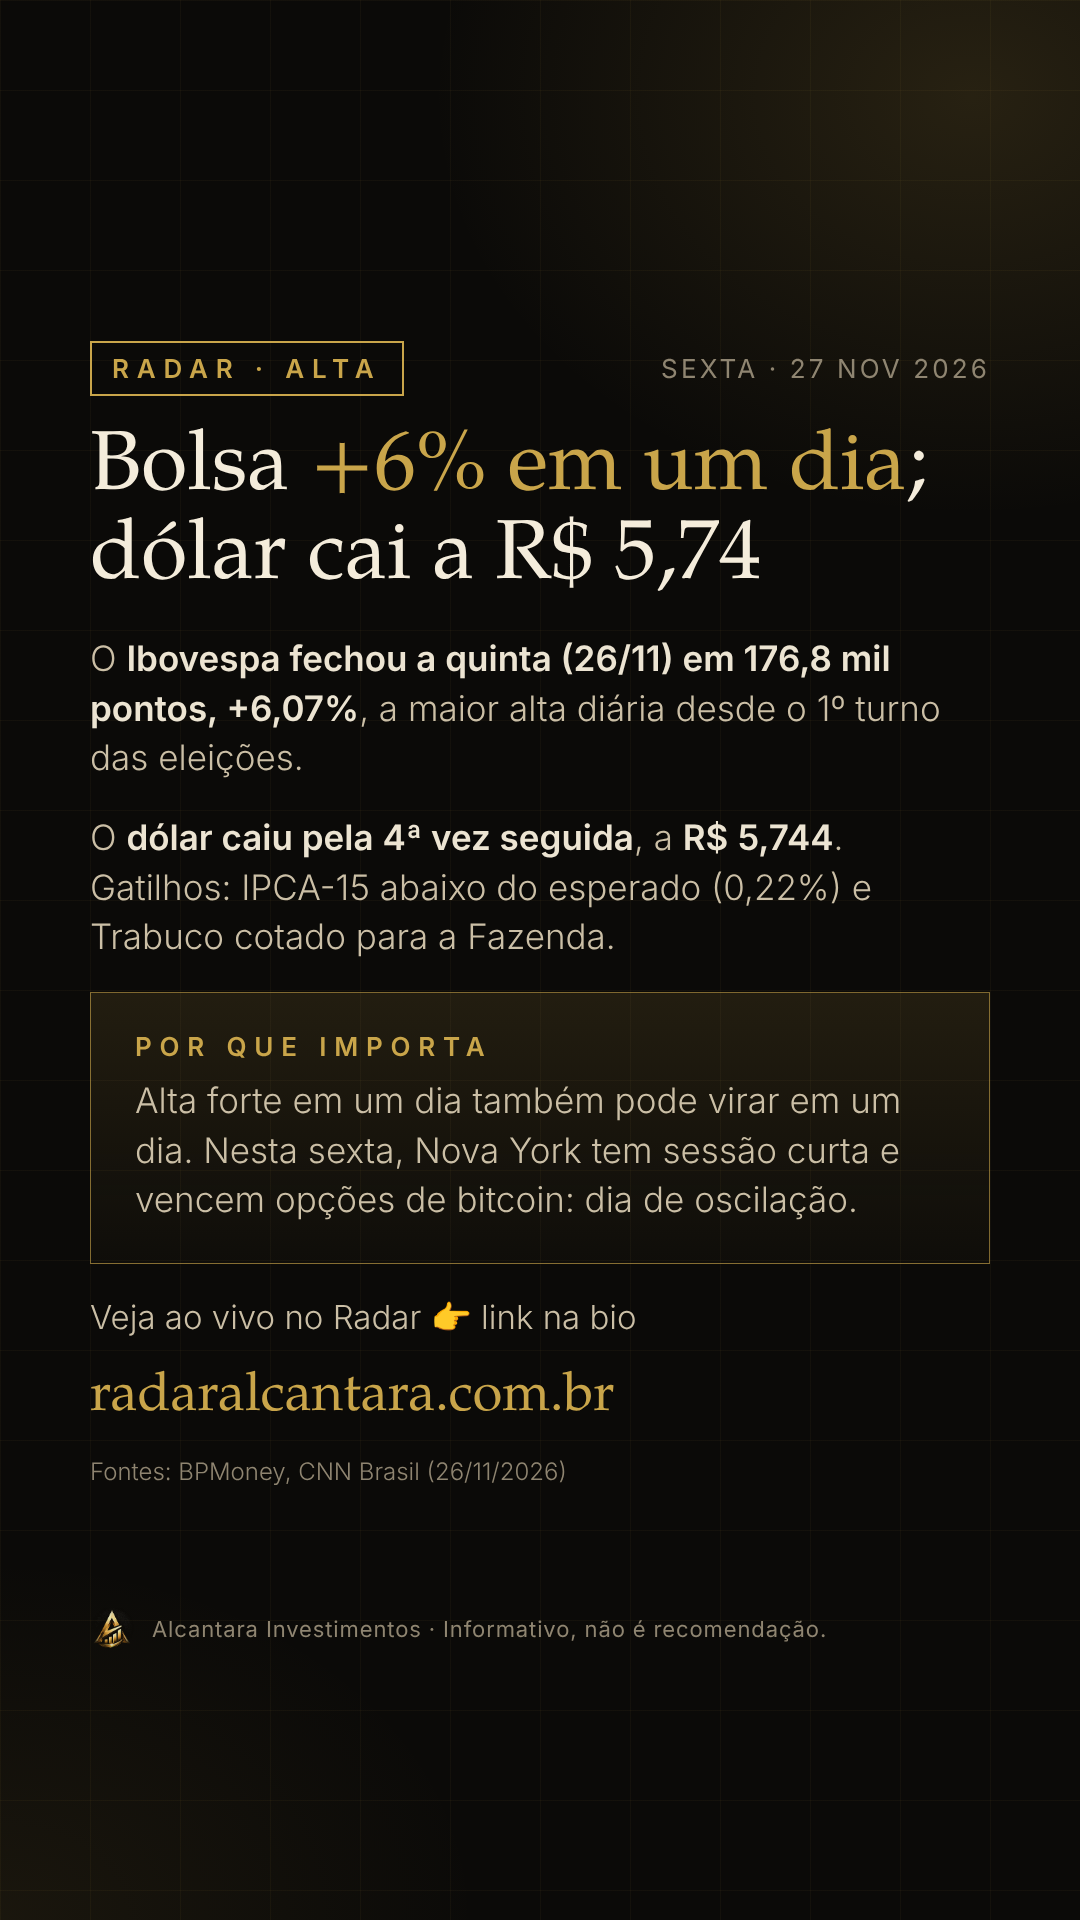 RADAR · ALTA
SEXTA · 27 NOV 2026
Bolsa +6% em um dia;
dólar cai a R$ 5,74
O Ibovespa fechou a quinta (26/11) em 176,8 mil
pontos, +6,07%, a maior alta diária desde o 1º turno
das eleições.
O dólar caiu pela 4ª vez seguida, a R$ 5,744.
Gatilhos: IPCA-15 abaixo do esperado (0,22%) e
Trabuco cotado para a Fazenda.
POR QUE IMPORTA
Alta forte em um dia também pode virar em um
dia. Nesta sexta, Nova York tem sessão curta e
vencem opções de bitcoin: dia de oscilação.
Veja ao vivo no Radar 👉 link na bio
radaralcantara.com.br
Fontes: BPMoney, CNN Brasil (26/11/2026)
Alcantara Investimentos · Informativo, não é recomendação.